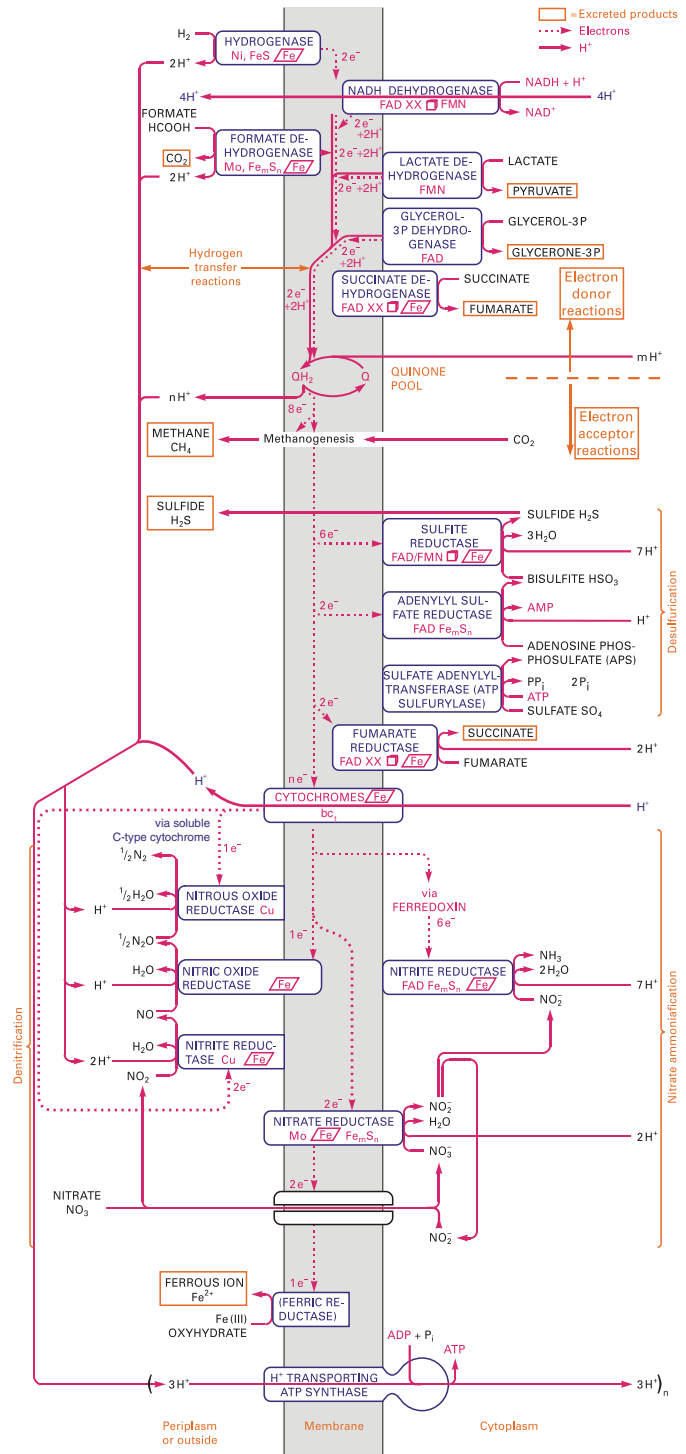 = Excreted products
Electrons
H+
H2
HYDROGENASE
Ni, FeS Fe
2H+
2e−
4H+
NADH DEHYDROGENASE
FAD XX FMN
NADH + H+
4H+
NAD+
FORMATE
HCOOH
FORMATE DE-
HYDROGENASE
Mo, FemSn Fe
CO2
2H+
2e−
+2H+
2e−+2H+
2e−+2H+
LACTATE DE-
HYDROGENASE
FMN
LACTATE
PYRUVATE
GLYCEROL-
3P DEHYDRO-
GENASE
FAD
GLYCEROL-3P
GLYCERONE-3P
Hydrogen
transfer
reactions
2e−
+2H+
2e−
+2H+
SUCCINATE DE-
HYDROGENASE
FAD XX Fe
SUCCINATE
FUMARATE
Electron
donor
reactions
mH+
QH2
Q
QUINONE
POOL
nH+
8e−
Electron
acceptor
reactions
METHANE
CH4
Methanogenesis
CO2
SULFIDE
H2S
SULFIDE H2S
6e−
SULFITE
REDUCTASE
FAD/FMN Fe
3H2O
7H+
BISULFITE HSO3
2e−
ADENYLYL SUL-
FATE REDUCTASE
FAD FemSn
AMP
H+
ADENOSINE PHOS-
PHOSULFATE (APS)
SULFATE ADENYLYL-
TRANSFERASE (ATP
SULFURYLASE)
PPi 2Pi
ATP
SULFATE SO4
Desulfurication
2e−
FUMARATE
REDUCTASE
FAD XX Fe
SUCCINATE
2H+
FUMARATE
H+
ne−
CYTOCHROMES Fe
bc1
H+
via soluble
C-type cytochrome
1e−
1/2N2
1/2H2O
H+
NITROUS OXIDE
REDUCTASE Cu
1/2N2O
via
FERREDOXIN
6e−
1e−
H2O
H+
NITRIC OXIDE
REDUCTASE Fe
NO
NITRITE REDUCTASE
FAD FemSn Fe
NH3
2H2O
7H+
NO2−
H2O
2H+
NITRITE REDUC-
TASE Cu Fe
NO2
2e−
Denitrification
Nitrate ammoniafication
2e−
NITRATE REDUCTASE
Mo Fe FemSn
NO2−
H2O
2H+
NO3−
2e−
NITRATE
NO3
NO2−
1e−
FERROUS ION
Fe2+
(FERRIC RE-
DUCTASE)
Fe(III)
OXYHYDRATE
ADP + Pi
ATP
(3H+
H+ TRANSPORTING
ATP SYNTHASE
3H+)n
Periplasm
or outside
Membrane
Cytoplasm